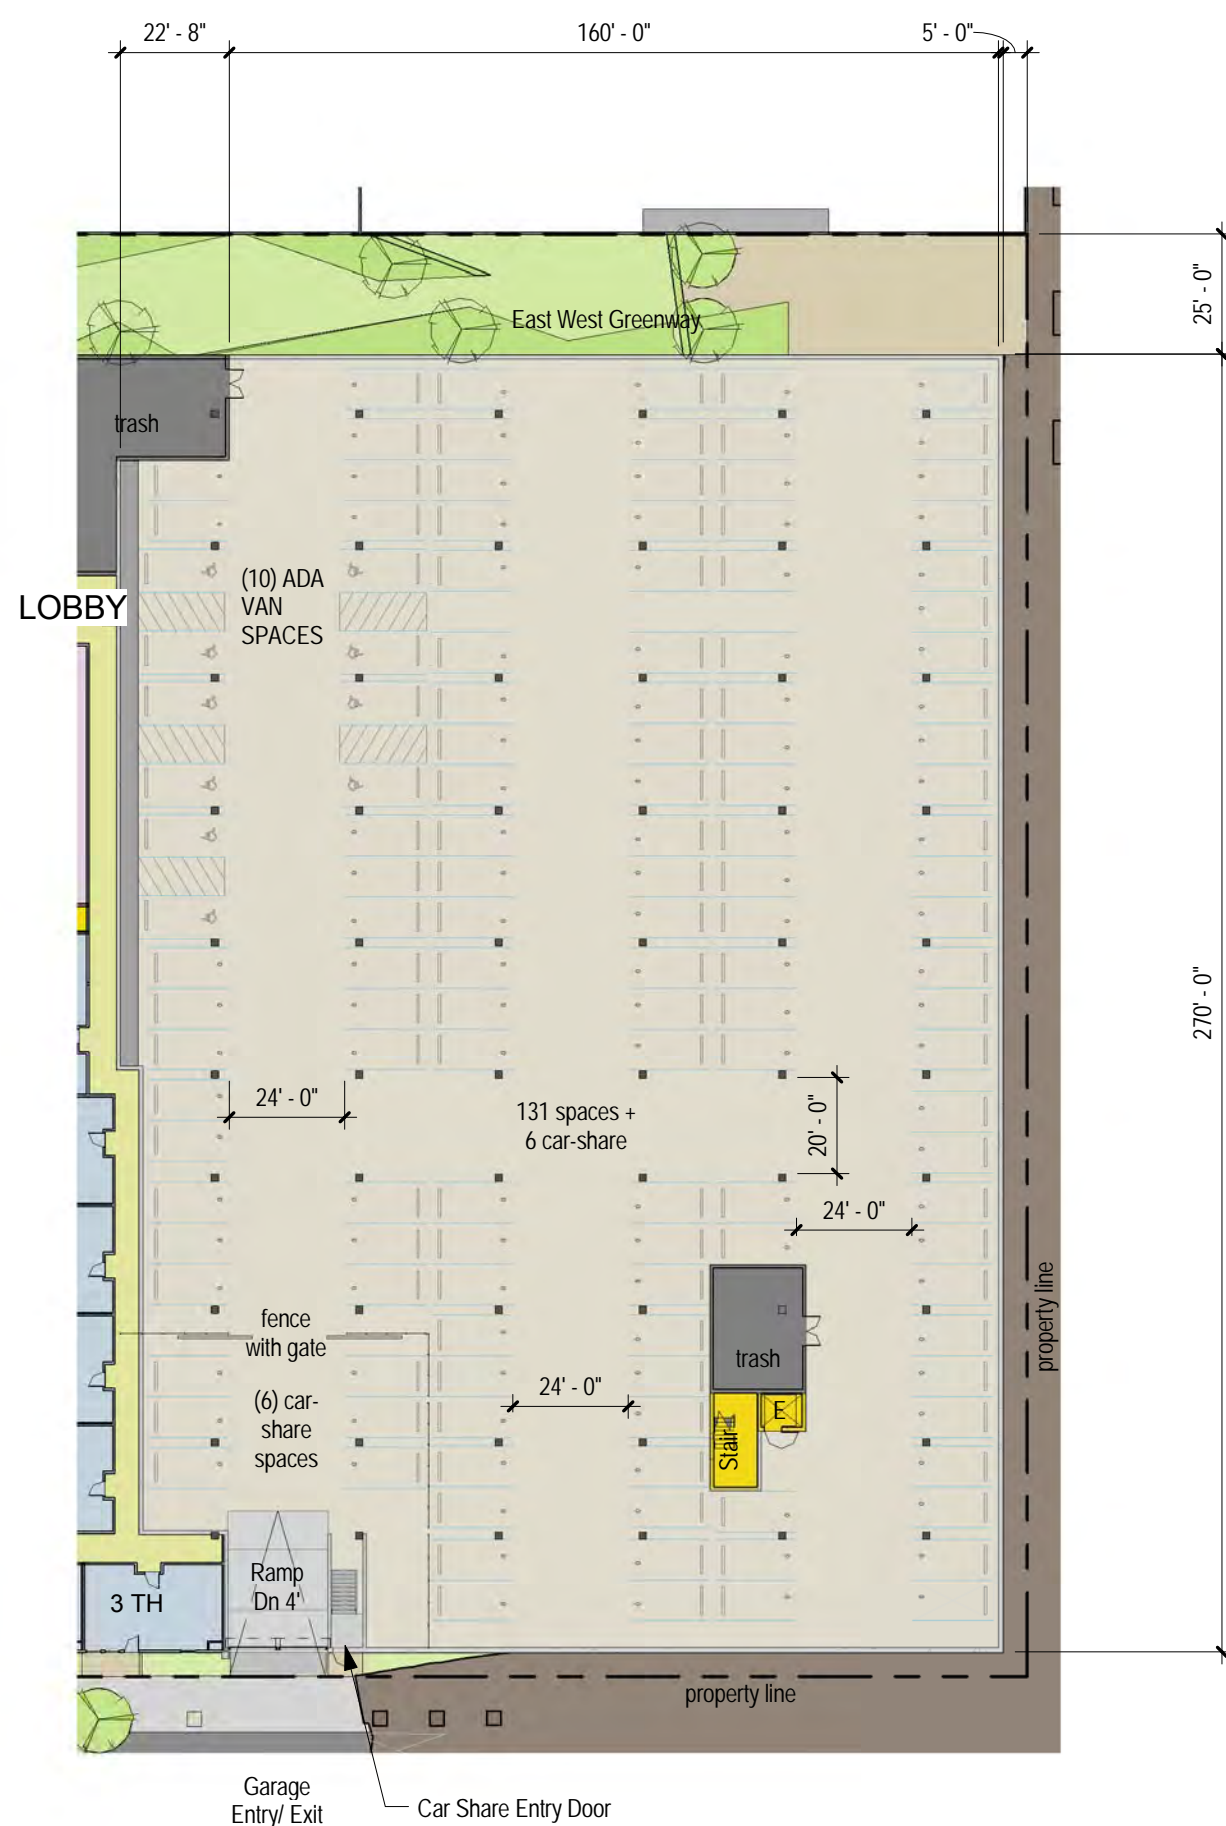 22' - 8"
160' - 0"
5' - 0"
25' - 0"
East West Greenway
trash
(10) ADA
VAN
SPACES
LOBBY
270' - 0"
24' - 0"
131 spaces +
6 car-share
20' - 0"
24' - 0"
fence
with gate
property line
trash
24' - 0"
(6) car-
share
spaces
E
Stair
Ramp
Dn 4'
3 TH
property line
Garage
Entry/ Exit
Car Share Entry Door